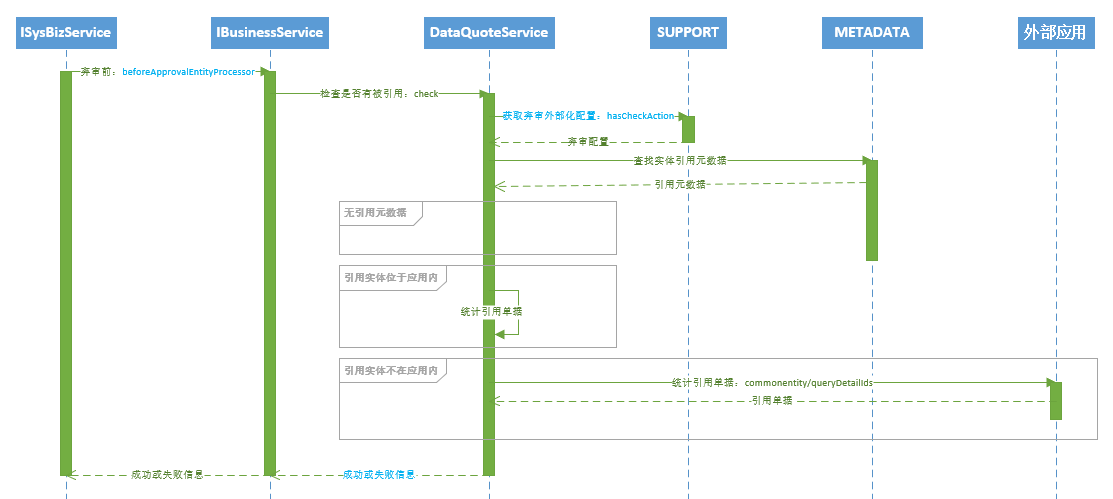 ISysBizService
IBusinessService
DataQuoteService
SUPPORT
METADATA
外部应用
弃审前：beforeApprovalEntityProcessor
检查是否有被引用：check
获取弃审外部化配置：hasCheckAction
弃审配置
查找实体引用元数据
引用元数据
无引用元数据
引用实体位于应用内
统计引用单据
引用实体不在应用内
统计引用单据：commonentity/queryDetailIds
引用单据
成功或失败信息
成功或失败信息